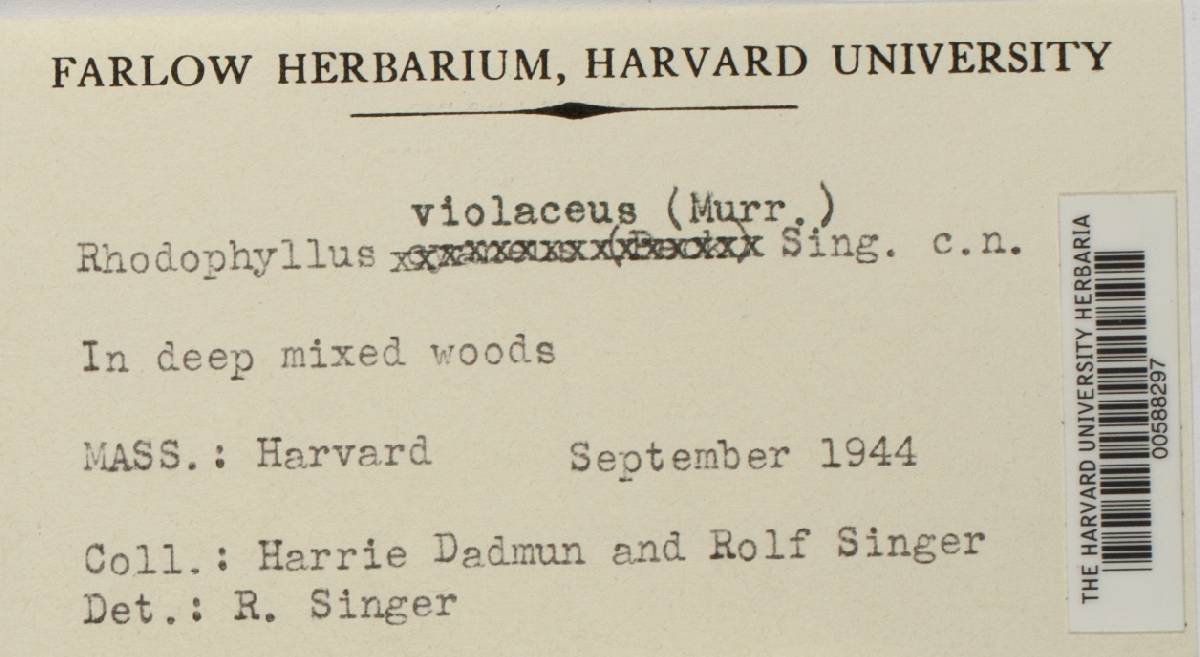 FARLOW HERBARIUM, HARVARD UNIVERSITY
violaceus (Murr.)
Rhodophyllus Sing. c.n.
In deep mixed woods
MASS.: Harvard September 1944
Coll.: Harrie Dadmun and Rolf Singer
Det.: R. Singer
THE HARVARD UNIVERSITY HERBARIA
00588297